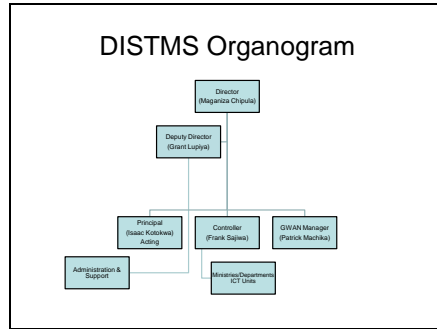 DISTMS Organogram
Director
(Maganiza Chipula)
Deputy Director
(Grant Lupiya)
Principal
(Isaac Kotokwa)
Acting
Controller
(Frank Sajiwa)
GWAN Manager
(Patrick Machika)
Administration &
Support
Ministries/Departments
ICT Units